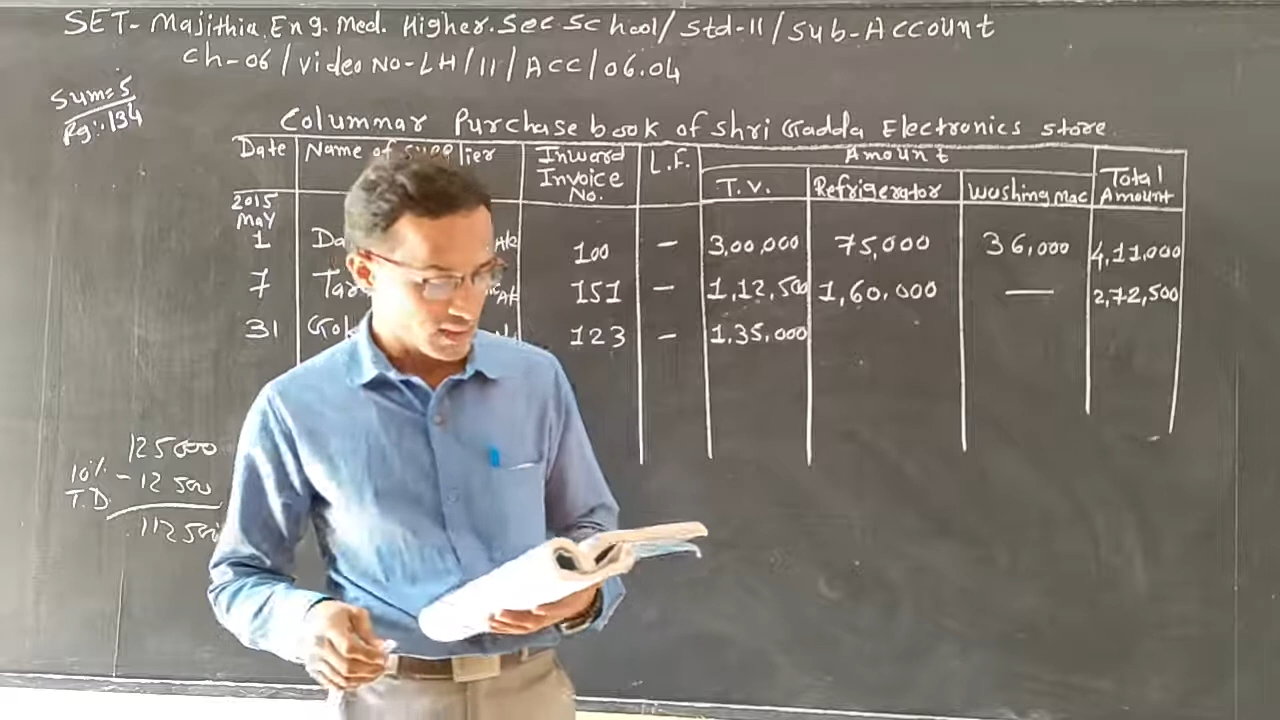 SET- Majithia Eng. Med. Higher. Sec School/ Std-11 / Sub-Account
Ch-06 / Video NO-LH/11/ACC/06.04
Sum:5
Pg:.134
Colummar Purchase book of Shri Gadda Electronics store
Date Name of Supplier Inward Invoice No. L.F. Amount Total Amount
T.V. Refrigerator Washing mac
2015
MAY
1 100 - 3,00,000 75,000 36,000 4,11,000
7 151 - 1,12,500 1,60,000 — 2,72,500
31 123 - 1,35,000
125000
10% T.D. - 12500
112500